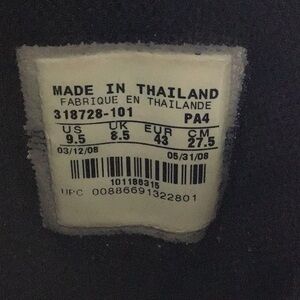 MADE IN THAILAND
FABRIQUE EN THAILANDE
318728-101 PA4
US UK EUR CM
9.5 8.5 43 27.5
03/12/08 05/31/08
101188315
UPC 00886691322801